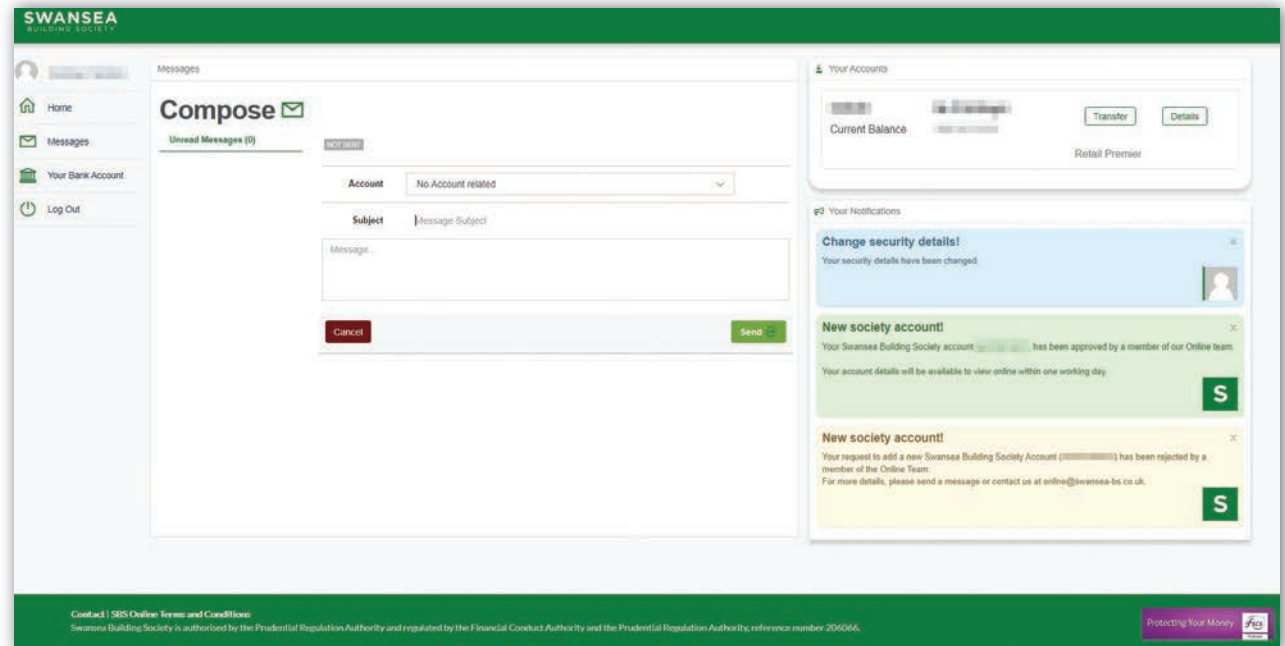 SWANSEA
BUILDING SOCIETY
Home
Messages
Your Bank Account
Log Out
Messages
Compose
Unread Messages (0)
NOT SENT
Account
No Account related
Subject
Message Subject
Message...
Cancel
Send
Your Accounts
Current Balance
Transfer
Details
Retail Premier
Your Notifications
Change security details!
x
Your security details have been changed
New society account!
x
Your Swansea Building Society account
, has been approved by a member of our Online team
Your account details will be available to view online within one working day.
S
New society account!
x
Your request to add a new Swansea Building Society Account (
) has been rejected by a
member of the Online Team.
For more details, please send a message or contact us at online@swansea-bs.co.uk.
S
Contact | SBS Online Terms and Conditions
Swansea Building Society is authorised by the Prudential Regulation Authority and regulated by the Financial Conduct Authority and the Prudential Regulation Authority, reference number 206066.
Protecting Your Money
FSCS